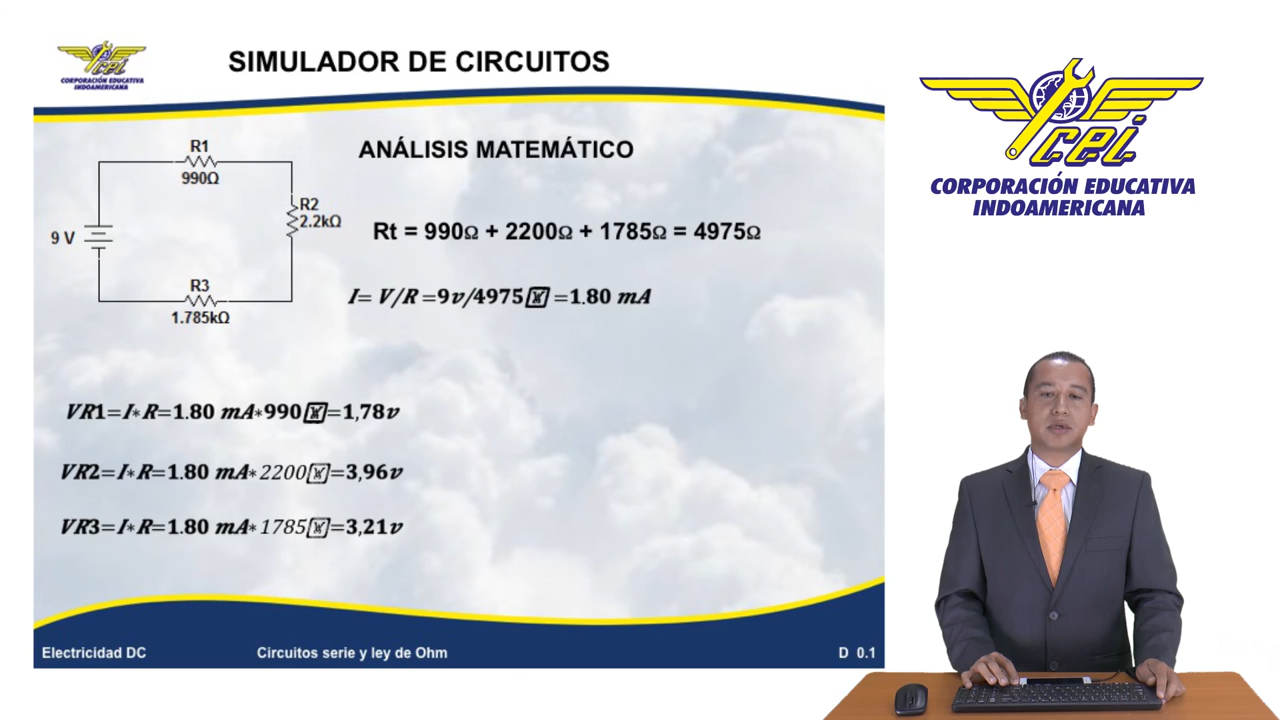 cei
CORPORACIÓN EDUCATIVA
INDOAMERICANA
SIMULADOR DE CIRCUITOS
R1
990Ω
R2
2.2kΩ
9 V
R3
1.785kΩ
ANÁLISIS MATEMÁTICO
Rt = 990Ω + 2200Ω + 1785Ω = 4975Ω
I= V/R =9v/4975 =1.80 mA
VR1=I*R=1.80 mA*990 =1,78v
VR2=I*R=1.80 mA*2200 =3,96v
VR3=I*R=1.80 mA*1785 =3,21v
Electricidad DC
Circuitos serie y ley de Ohm
D 0.1
cei
CORPORACIÓN EDUCATIVA
INDOAMERICANA